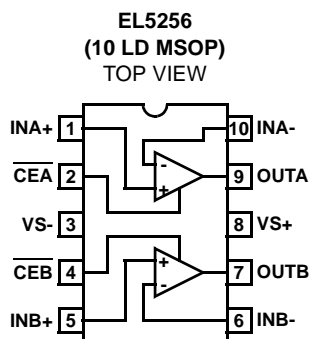 EL5256
(10 LD MSOP)
TOP VIEW
INA+ 1 10 INA-
CEA 2 9 OUTA
VS- 3 8 VS+
CEB 4 7 OUTB
INB+ 5 6 INB-
- +
+ -